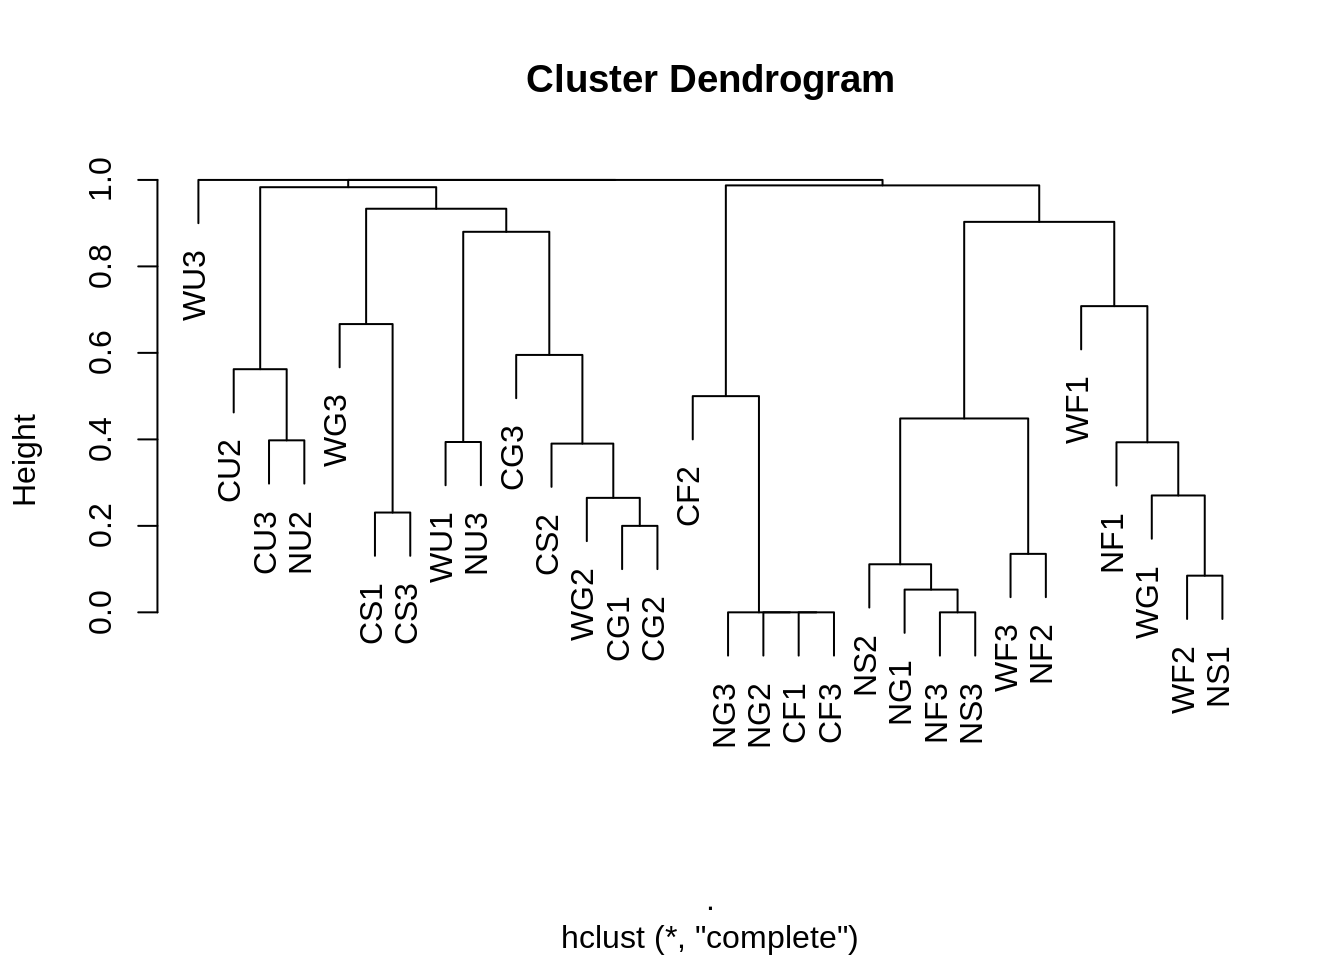 Cluster Dendrogram
Height
1.0
0.8
0.6
0.4
0.2
0.0
WU3
CU2
CU3
NU2
WG3
CS1
CS3
WU1
NU3
CG3
CS2
WG2
CG1
CG2
CF2
NG3
NG2
CF1
CF3
NS2
NG1
NF3
NS3
WF3
NF2
WF1
NF1
WG1
WF2
NS1
.
hclust (*, "complete")